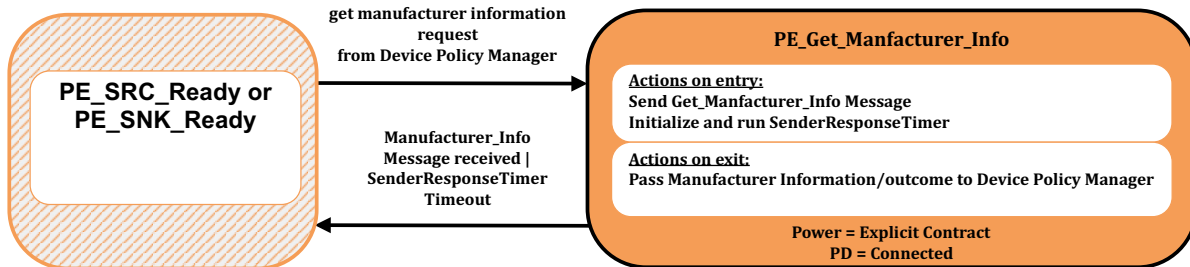 PE_SRC_Ready or
PE_SNK_Ready
get manufacturer information
request
from Device Policy Manager
Manufacturer_Info
Message received |
SenderResponseTimer
Timeout
PE_Get_Manfacturer_Info
Actions on entry:
Send Get_Manfacturer_Info Message
Initialize and run SenderResponseTimer
Actions on exit:
Pass Manufacturer Information/outcome to Device Policy Manager
Power = Explicit Contract
PD = Connected